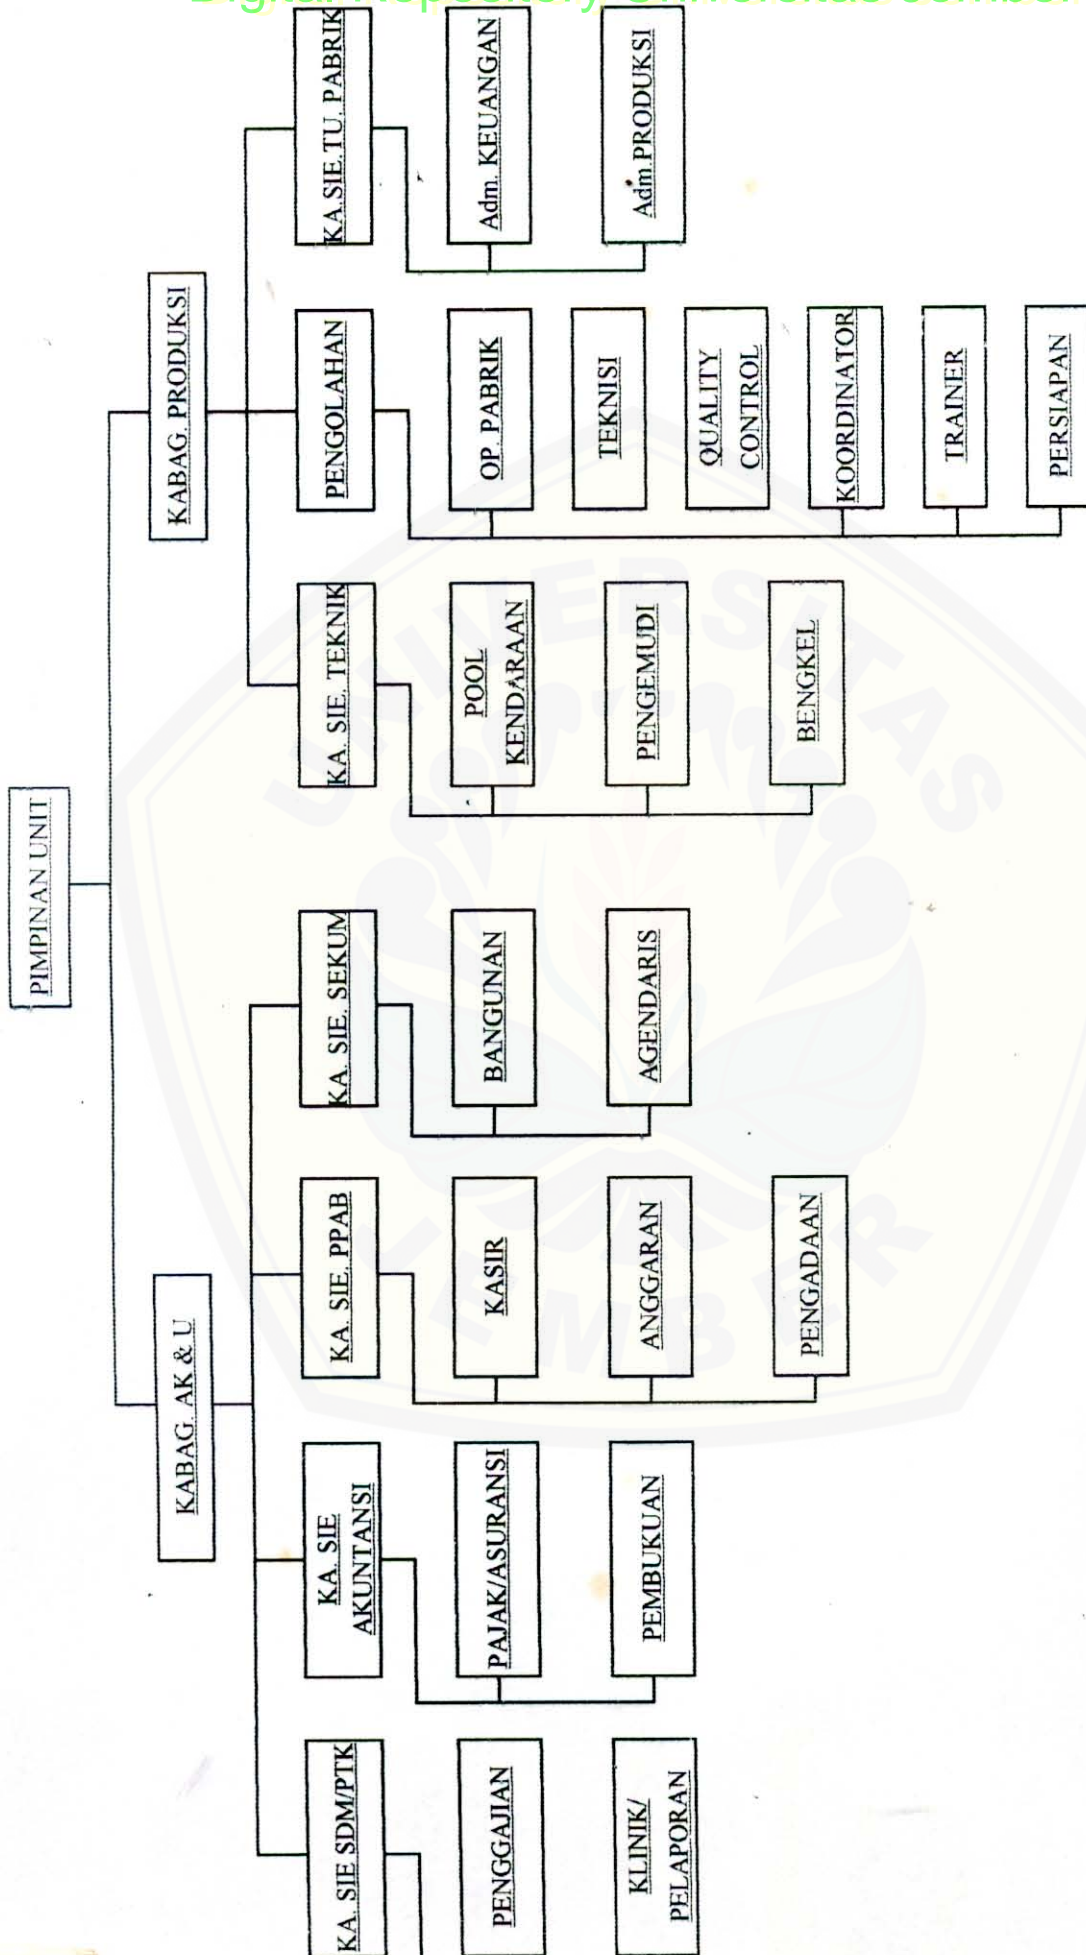 Digital Repository Universitas Jember
PIMPINAN UNIT
KABAG. AK & U
KABAG. PRODUKSI
KA. SIE SDM/PTK
KA. SIE
AKUNTANSI
KA. SIE. PPAB
KA. SIE. SEKUM
KA. SIE. TEKNIK
PENGOLAHAN
KA.SIE.TU. PABRIK
PENGGAJIAN
PAJAK/ASURANSI
KASIR
BANGUNAN
POOL
KENDARAAN
OP. PABRIK
Adm. KEUANGAN
KLINIK/
PELAPORAN
PEMBUKUAN
ANGGARAN
AGENDARIS
PENGEMUDI
TEKNISI
Adm.PRODUKSI
PENGADAAN
BENGKEL
QUALITY
CONTROL
KOORDINATOR
TRAINER
PERSIAPAN
UNIVERSITAS
JEMBER